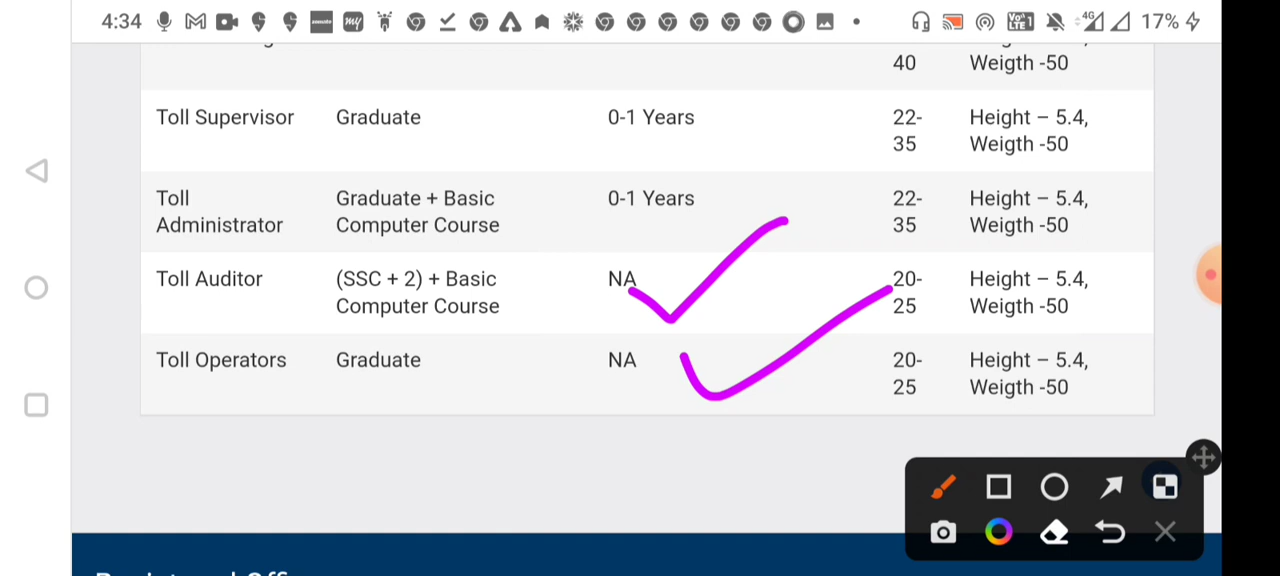 4:34
17%
40
Weigth -50
Toll Supervisor Graduate 0-1 Years 22- Height – 5.4,
35 Weigth -50
Toll Graduate + Basic 0-1 Years 22- Height – 5.4,
Administrator Computer Course 35 Weigth -50
Toll Auditor (SSC + 2) + Basic NA 20- Height – 5.4,
Computer Course 25 Weigth -50
Toll Operators Graduate NA 20- Height – 5.4,
25 Weigth -50